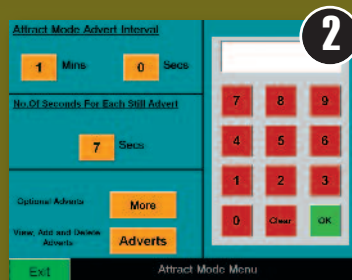 Attract Mode Advert Interval
1 Mins 0 Secs
No.Of Seconds For Each Still Advert
7 Secs
Optional Adverts More
View, Add and Delete Adverts Adverts
Exit
Attract Mode Menu
2
7 8 9
4 5 6
1 2 3
0 Clear OK